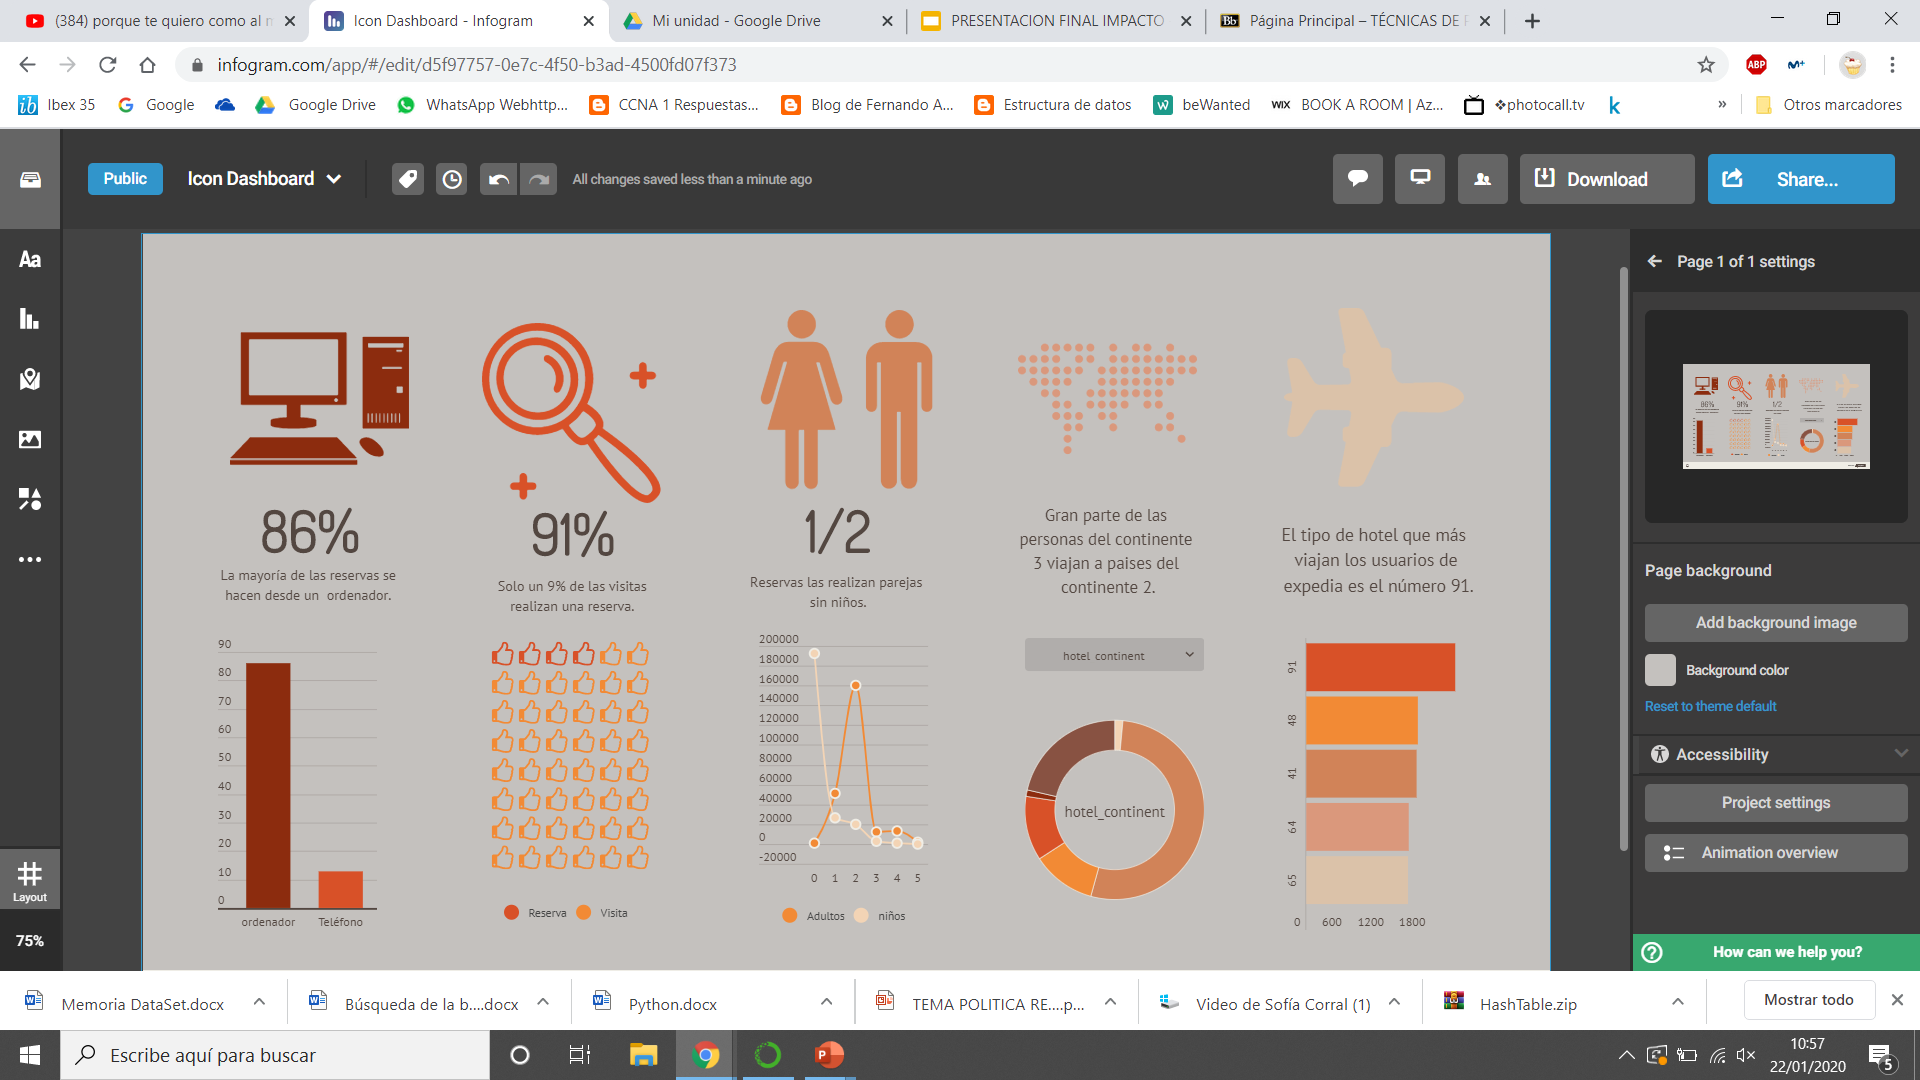 (384) porque te quiero como al m
Icon Dashboard - Infogram
Mi unidad - Google Drive
PRESENTACION FINAL IMPACTO
Bb Página Principal – TÉCNICAS DE P
infogram.com/app/#/edit/d5f97757-0e7c-4f50-b3ad-4500fd07f373
ABP
M+
ib Ibex 35
Google
Google Drive
WhatsApp Webhttp...
CCNA 1 Respuestas...
Blog de Fernando A...
Estructura de datos
beWanted
WIX BOOK A ROOM | Az...
❖photocall.tv
k
»
Otros marcadores
Public
Icon Dashboard
All changes saved less than a minute ago
Download
Share...
Aa
Layout
75%
86%
La mayoría de las reservas se
hacen desde un ordenador.
90
80
70
60
50
40
30
20
10
0
ordenador Teléfono
91%
Solo un 9% de las visitas
realizan una reserva.
Reserva Visita
1/2
Reservas las realizan parejas
sin niños.
200000
180000
160000
140000
120000
100000
80000
60000
40000
20000
0
-20000
0 1 2 3 4 5
Adultos niños
Gran parte de las
personas del continente
3 viajan a paises del
continente 2.
hotel continent
hotel_continent
El tipo de hotel que más
viajan los usuarios de
expedia es el número 91.
91
48
41
64
65
0 600 1200 1800
Page 1 of 1 settings
86% 91% 1/2
Page background
Add background image
Background color
Reset to theme default
Accessibility
Project settings
Animation overview
How can we help you?
Memoria DataSet.docx
Búsqueda de la b....docx
Python.docx
TEMA POLITICA RE....p...
Video de Sofía Corral (1)
HashTable.zip
Mostrar todo
Escribe aquí para buscar
10:57
22/01/2020
5